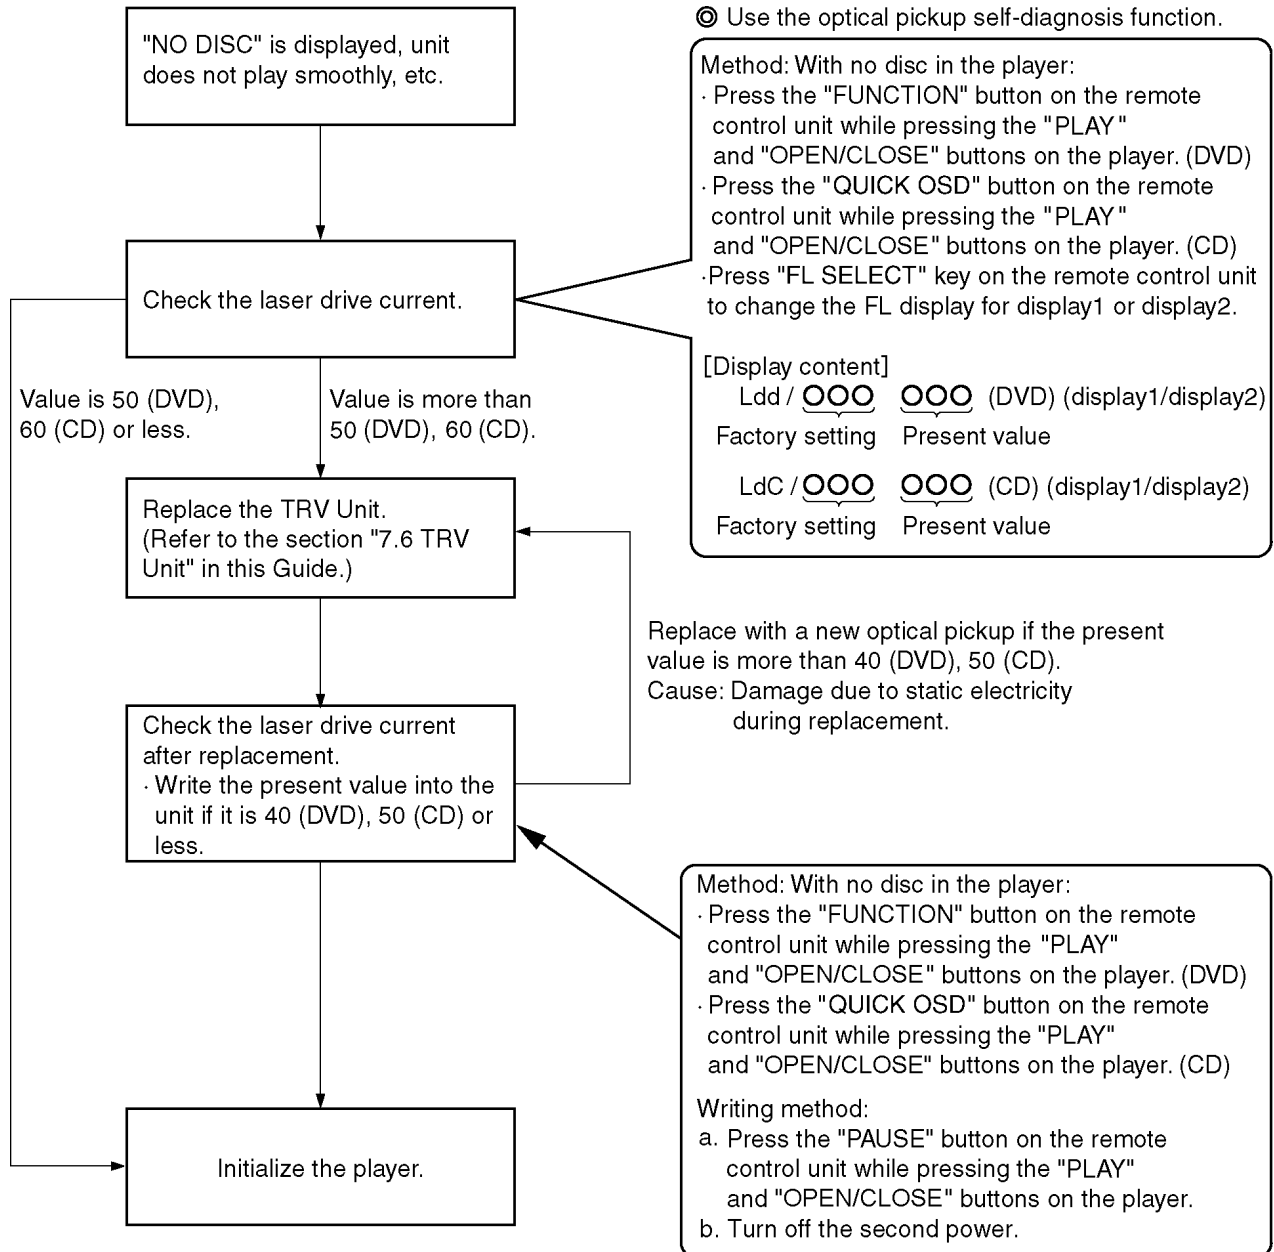 "NO DISC" is displayed, unit
does not play smoothly, etc.
◎ Use the optical pickup self-diagnosis function.
Method: With no disc in the player:
· Press the "FUNCTION" button on the remote
control unit while pressing the "PLAY"
and "OPEN/CLOSE" buttons on the player. (DVD)
· Press the "QUICK OSD" button on the remote
control unit while pressing the "PLAY"
and "OPEN/CLOSE" buttons on the player. (CD)
·Press "FL SELECT" key on the remote control unit
to change the FL display for display1 or display2.
[Display content]
Ldd / OOO OOO (DVD) (display1/display2)
Factory setting Present value
LdC / OOO OOO (CD) (display1/display2)
Factory setting Present value
Check the laser drive current.
Value is 50 (DVD),
60 (CD) or less.
Value is more than
50 (DVD), 60 (CD).
Replace the TRV Unit.
(Refer to the section "7.6 TRV
Unit" in this Guide.)
Replace with a new optical pickup if the present
value is more than 40 (DVD), 50 (CD).
Cause: Damage due to static electricity
during replacement.
Check the laser drive current
after replacement.
· Write the present value into the
unit if it is 40 (DVD), 50 (CD) or
less.
Method: With no disc in the player:
· Press the "FUNCTION" button on the remote
control unit while pressing the "PLAY"
and "OPEN/CLOSE" buttons on the player. (DVD)
· Press the "QUICK OSD" button on the remote
control unit while pressing the "PLAY"
and "OPEN/CLOSE" buttons on the player. (CD)
Writing method:
a. Press the "PAUSE" button on the remote
control unit while pressing the "PLAY"
and "OPEN/CLOSE" buttons on the player.
b. Turn off the second power.
Initialize the player.